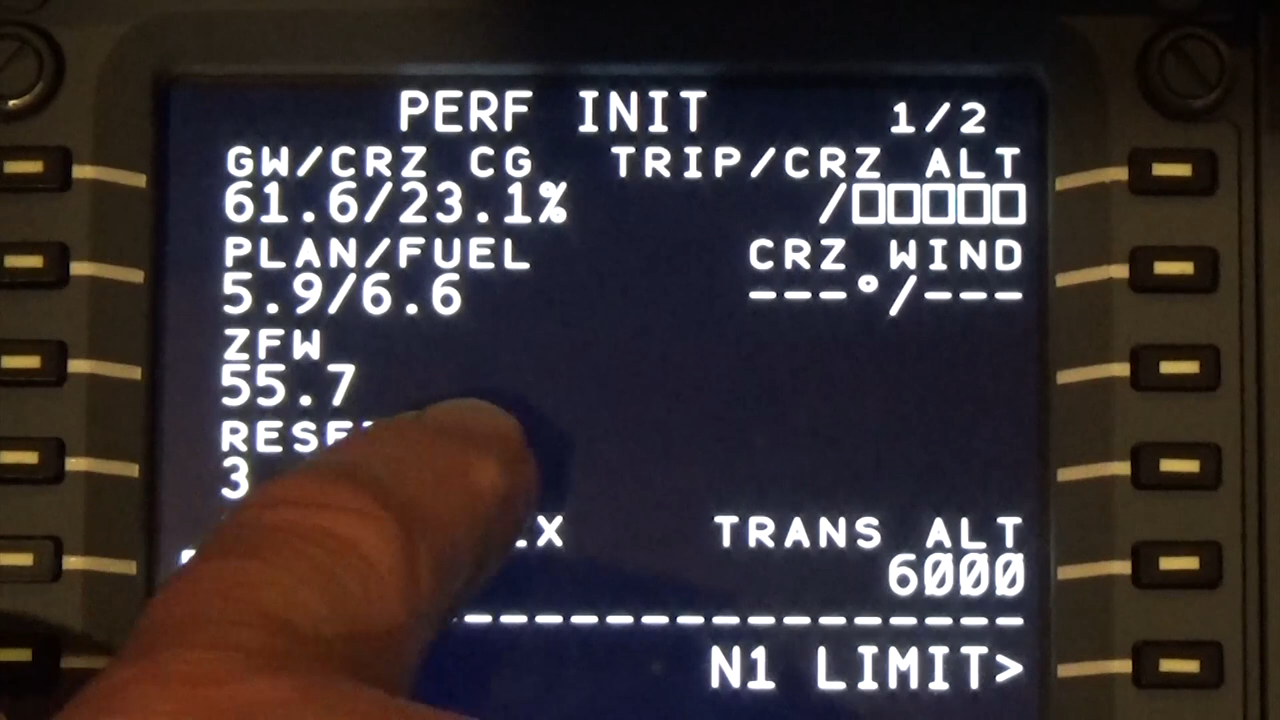 PERF INIT 1/2
GW/CRZ CG TRIP/CRZ ALT
61.6/23.1% /□□□□□
PLAN/FUEL CRZ WIND
5.9/6.6 ---°/---
ZFW
55.7
RESE
3
X TRANS ALT
6000
----------------
N1 LIMIT>